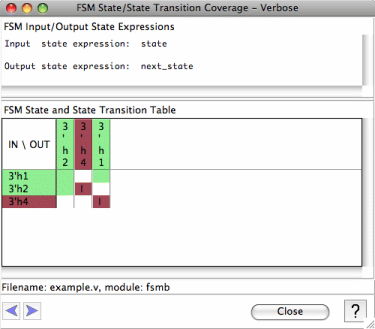 FSM State/State Transition Coverage - Verbose
FSM Input/Output State Expressions
Input state expression: state
Output state expression: next_state
FSM State and State Transition Table
IN \ OUT 3'h2 3'h4 3'h1
3'h1
3'h2 I
3'h4 I
Filename: example.v, module: fsmb
Close ?